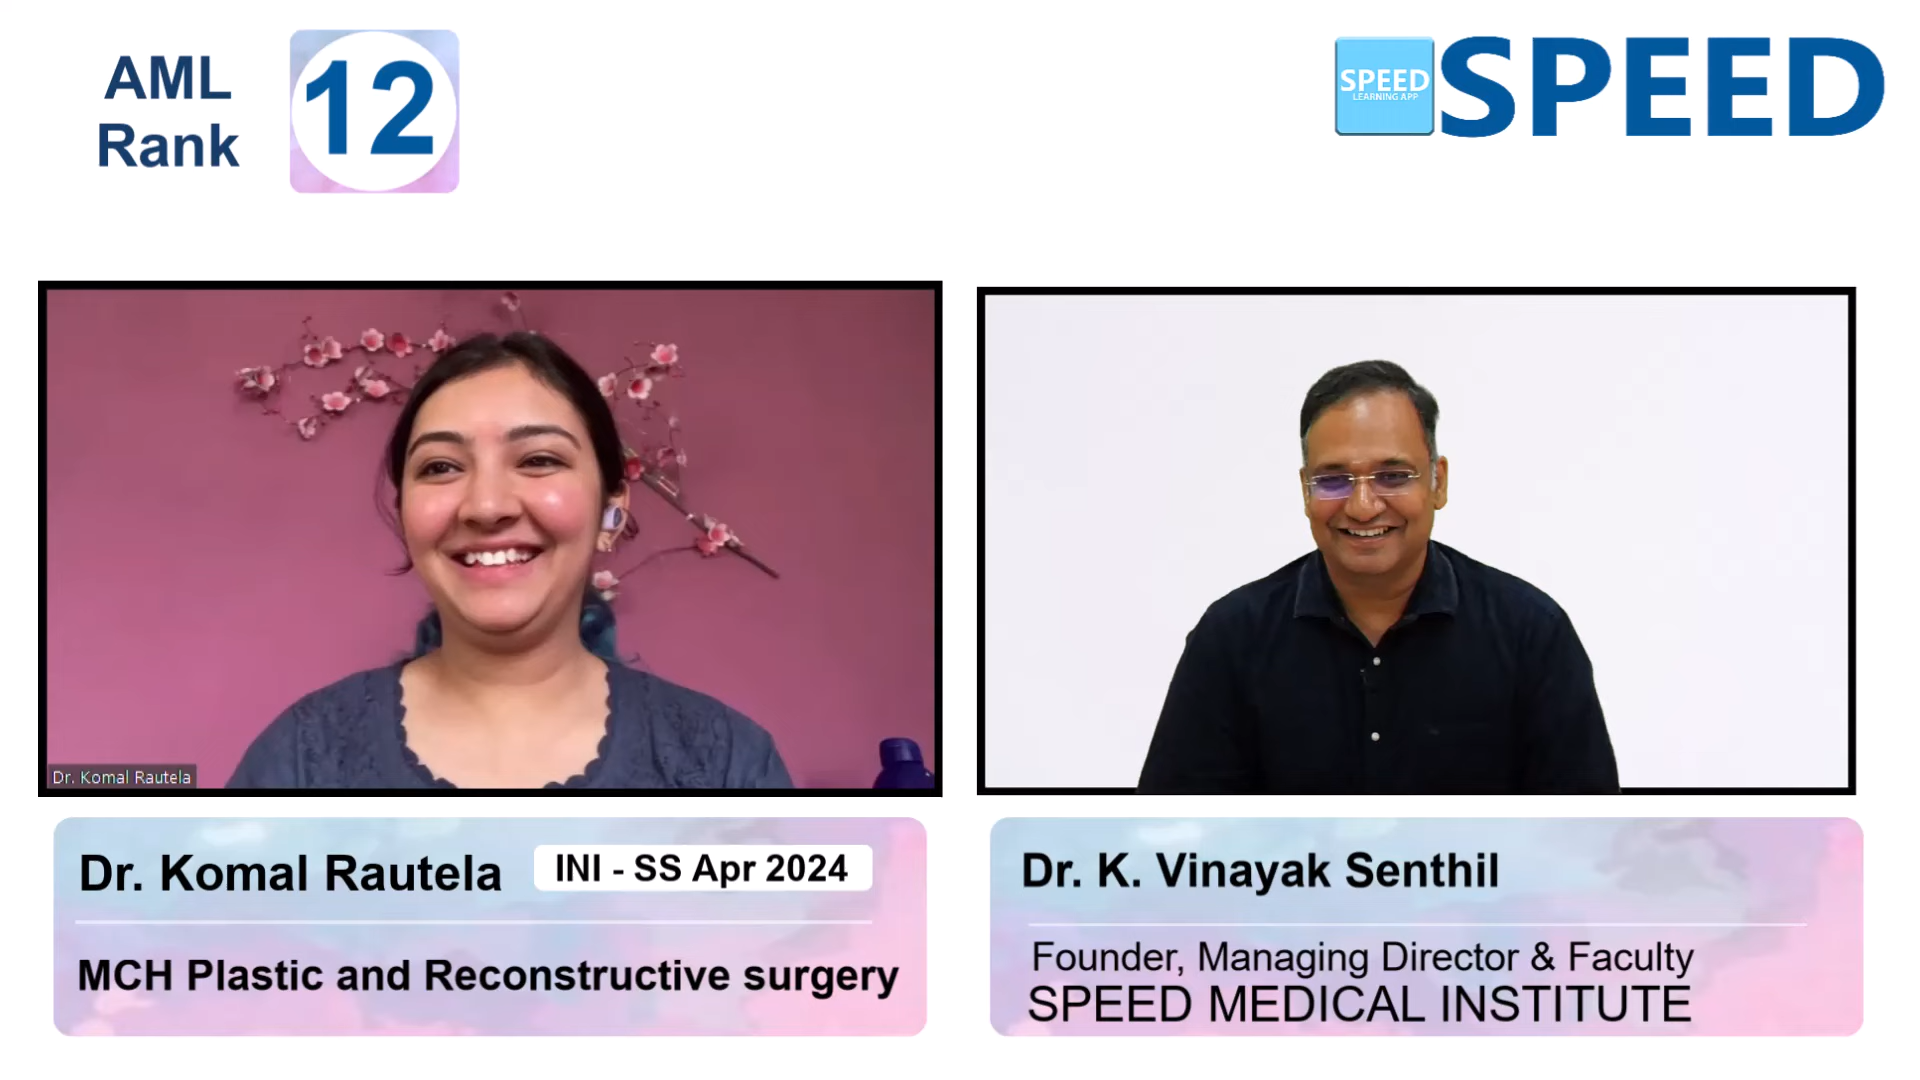 AML
Rank
12
SPEED
LEARNING APP
SPEED
Dr. Komal Rautela
Dr. Komal Rautela
INI - SS Apr 2024
MCH Plastic and Reconstructive surgery
Dr. K. Vinayak Senthil
Founder, Managing Director & Faculty
SPEED MEDICAL INSTITUTE